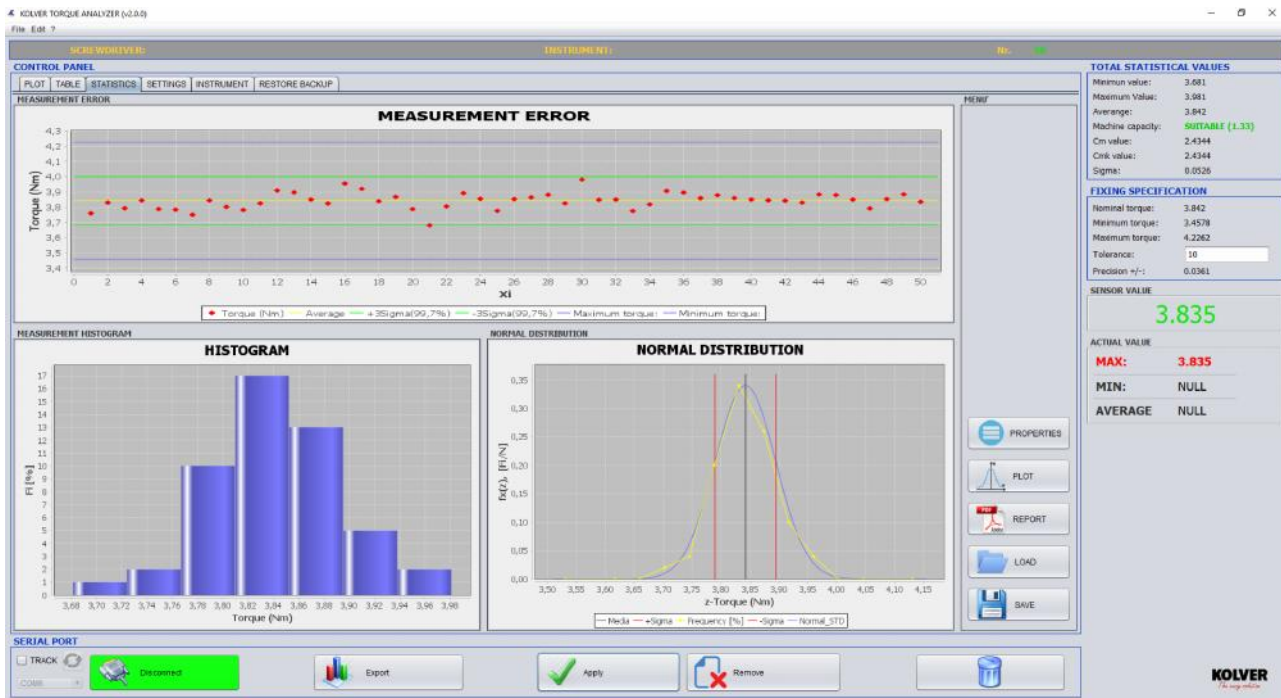 KOLVER TORQUE ANALYZER (v2.0.0)
File Edit ?
SCREWDRIVER: INSTRUMENT: Nr.
CONTROL PANEL
PLOT TABLE STATISTICS SETTINGS INSTRUMENT RESTORE BACKUP
MEASUREMENT ERROR
MEASUREMENT ERROR
4,3
4,2
4,1
4,0
3,9
3,8
3,7
3,6
3,5
3,4
Torque (Nm)
0 2 4 6 8 10 12 14 16 18 20 22 24 26 28 30 32 34 36 38 40 42 44 46 48 50
xi
Torque (Nm) Average +3Sigma(99,7%) -3Sigma(99,7%) Maximum torque: Minimum torque:
MEASUREMENT HISTOGRAM
HISTOGRAM
17
16
15
14
13
12
11
10
9
8
7
6
5
4
3
2
1
0
Fi [%]
3,68 3,70 3,72 3,74 3,76 3,78 3,80 3,82 3,84 3,86 3,88 3,90 3,92 3,94 3,96 3,98
Torque (Nm)
NORMAL DISTRIBUTION
NORMAL DISTRIBUTION
0,35
0,30
0,25
0,20
0,15
0,10
0,05
0,00
fx(z), [Fi/N]
3,50 3,55 3,60 3,65 3,70 3,75 3,80 3,85 3,90 3,95 4,00 4,05 4,10 4,15
z-Torque (Nm)
Media +Sigma Frequency [%] -Sigma Normal_STD
MENU'
PROPERTIES
PLOT
PDF
REPORT
LOAD
SAVE
TOTAL STATISTICAL VALUES
Minimun value: 3.681
Maximum Value: 3.981
Averange: 3.842
Machine capacity: SUITABLE (1.33)
Cm value: 2.4344
Cmk value: 2.4344
Sigma: 0.0526
FIXING SPECIFICATION
Nominal torque: 3.842
Minimum torque: 3.4578
Maximum torque: 4.2262
Tolerance: 10
Precision +/-: 0.0361
SENSOR VALUE
3.835
ACTUAL VALUE
MAX: 3.835
MIN: NULL
AVERAGE NULL
SERIAL PORT
TRACK
Disconnect
Export
Apply
Remove
KOLVER